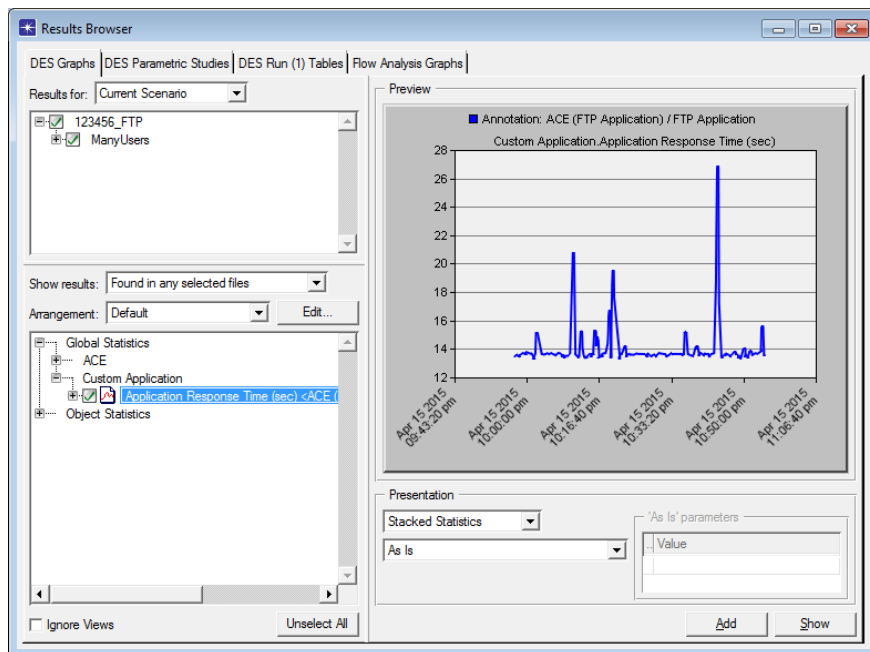 Results Browser
DES Graphs DES Parametric Studies DES Run (1) Tables Flow Analysis Graphs
Results for: Current Scenario
123456_FTP
ManyUsers
Show results: Found in any selected files
Arrangement: Default Edit...
Global Statistics
ACE
Custom Application
Application Response Time (sec) <ACE (
Object Statistics
Ignore Views Unselect All
Preview
Annotation: ACE (FTP Application) / FTP Application
Custom Application.Application Response Time (sec)
28
26
24
22
20
18
16
14
12
Apr 15 2015
09:43:20 pm
Apr 15 2015
10:00:00 pm
Apr 15 2015
10:16:40 pm
Apr 15 2015
10:33:20 pm
Apr 15 2015
10:50:00 pm
Apr 15 2015
11:06:40 pm
Presentation
Stacked Statistics
As Is
'As Is' parameters
... Value
Add Show